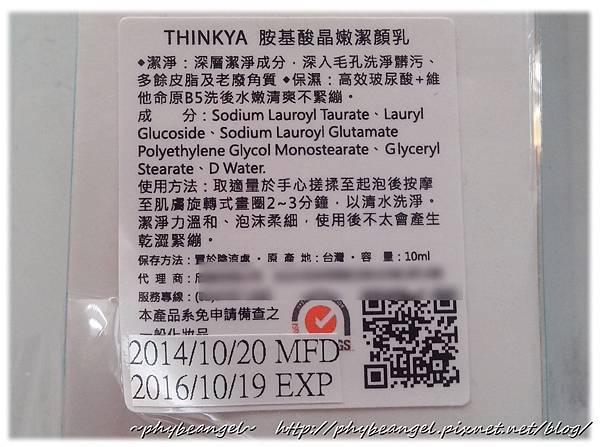 THINKYA 胺基酸晶嫩潔顏乳
◆潔淨：深層潔淨成分，深入毛孔洗淨髒污、
多餘皮脂及老廢角質◆保濕：高效玻尿酸+維
他命原B5洗後水嫩清爽不緊繃。
成　　分：Sodium Lauroyl Taurate、Lauryl
Glucoside、Sodium Lauroyl Glutamate
Polyethylene Glycol Monostearate、Glyceryl
Stearate、D Water.
使用方法：取適量於手心搓揉至起泡後按摩
至肌膚旋轉式畫圈2~3分鐘，以清水洗淨。
潔淨力溫和、泡沫柔細，使用後不太會產生
乾澀緊繃。
保存方法：置於陰涼處・原 產 地：台灣・容　量：10ml
代 理 商：
服務專線：
本產品系免申請備查之
一般化妝品
SGS
2014/10/20 MFD
2016/10/19 EXP
~phybeangel~ http://phybeangel.pixnet.net/blog/